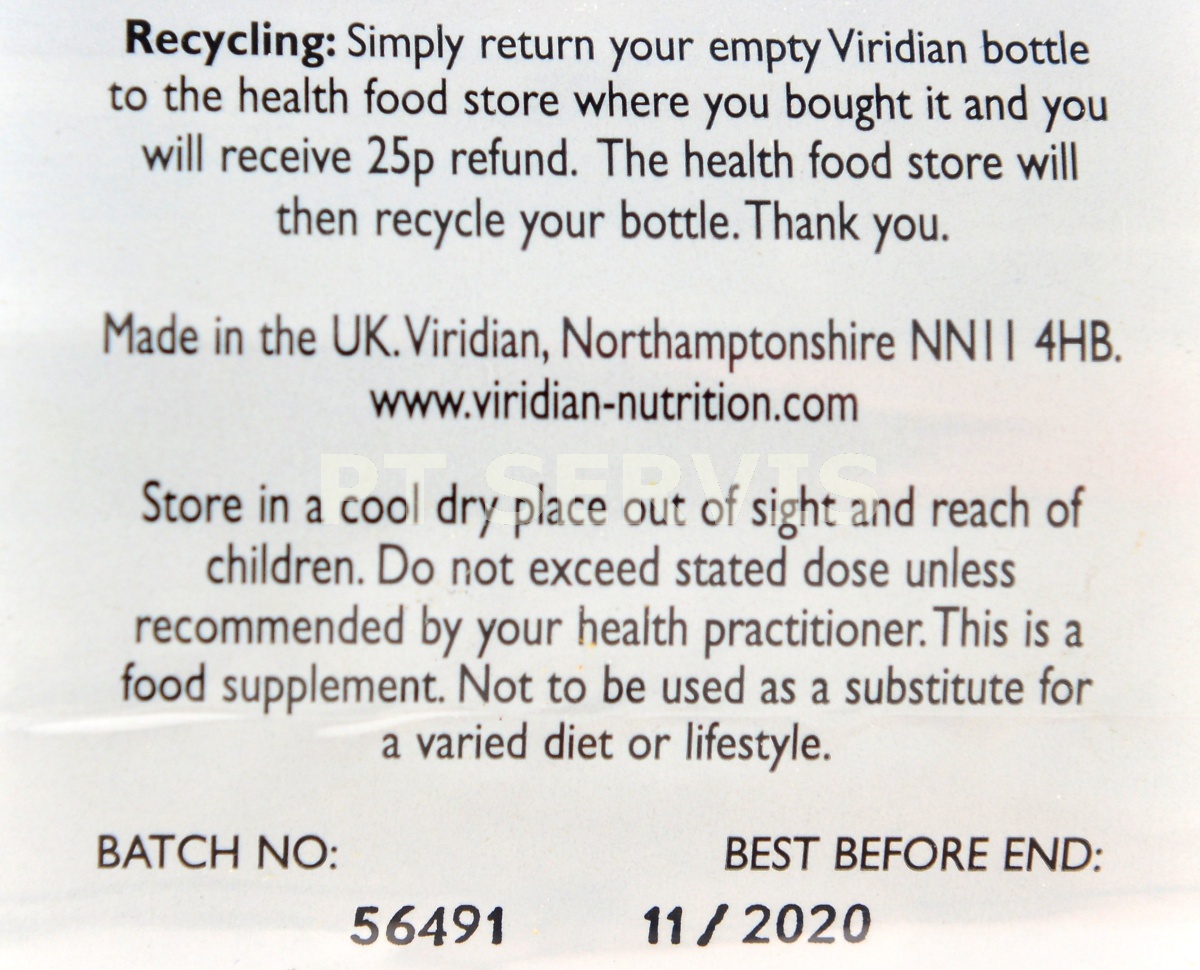 Recycling: Simply return your empty Viridian bottle
to the health food store where you bought it and you
will receive 25p refund. The health food store will
then recycle your bottle. Thank you.
Made in the UK. Viridian, Northamptonshire NN11 4HB.
www.viridian-nutrition.com
PT SERVIS
Store in a cool dry place out of sight and reach of
children. Do not exceed stated dose unless
recommended by your health practitioner. This is a
food supplement. Not to be used as a substitute for
a varied diet or lifestyle.
BATCH NO: BEST BEFORE END:
56491 11/2020